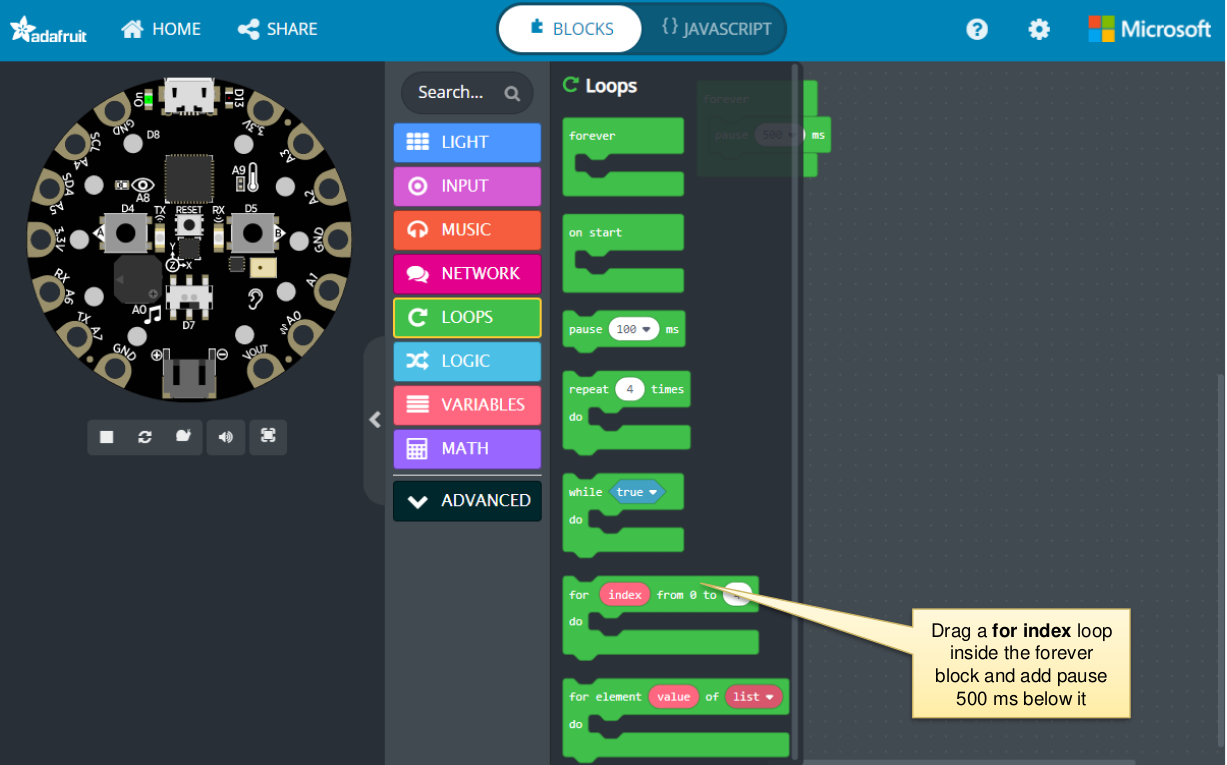 adafruit
HOME
SHARE
BLOCKS
{} JAVASCRIPT
?
Microsoft
On
D13
GND
D8
3.3V
SCL
A4
A3
SDA
A5
A8
A9
A2
D4
TX
RESET
RX
D5
A
B
3.3V
GND
Y
Z
X
RX
A6
A1
A0
D7
TX
A7
A0
GND
VOUT
Search...
LIGHT
INPUT
MUSIC
NETWORK
LOOPS
LOGIC
VARIABLES
MATH
ADVANCED
Loops
forever
on start
pause 100 ms
repeat 4 times
do
while true
do
for index from 0 to
do
for element value of list
do
forever
pause 500 ms
Drag a for index loop
inside the forever
block and add pause
500 ms below it